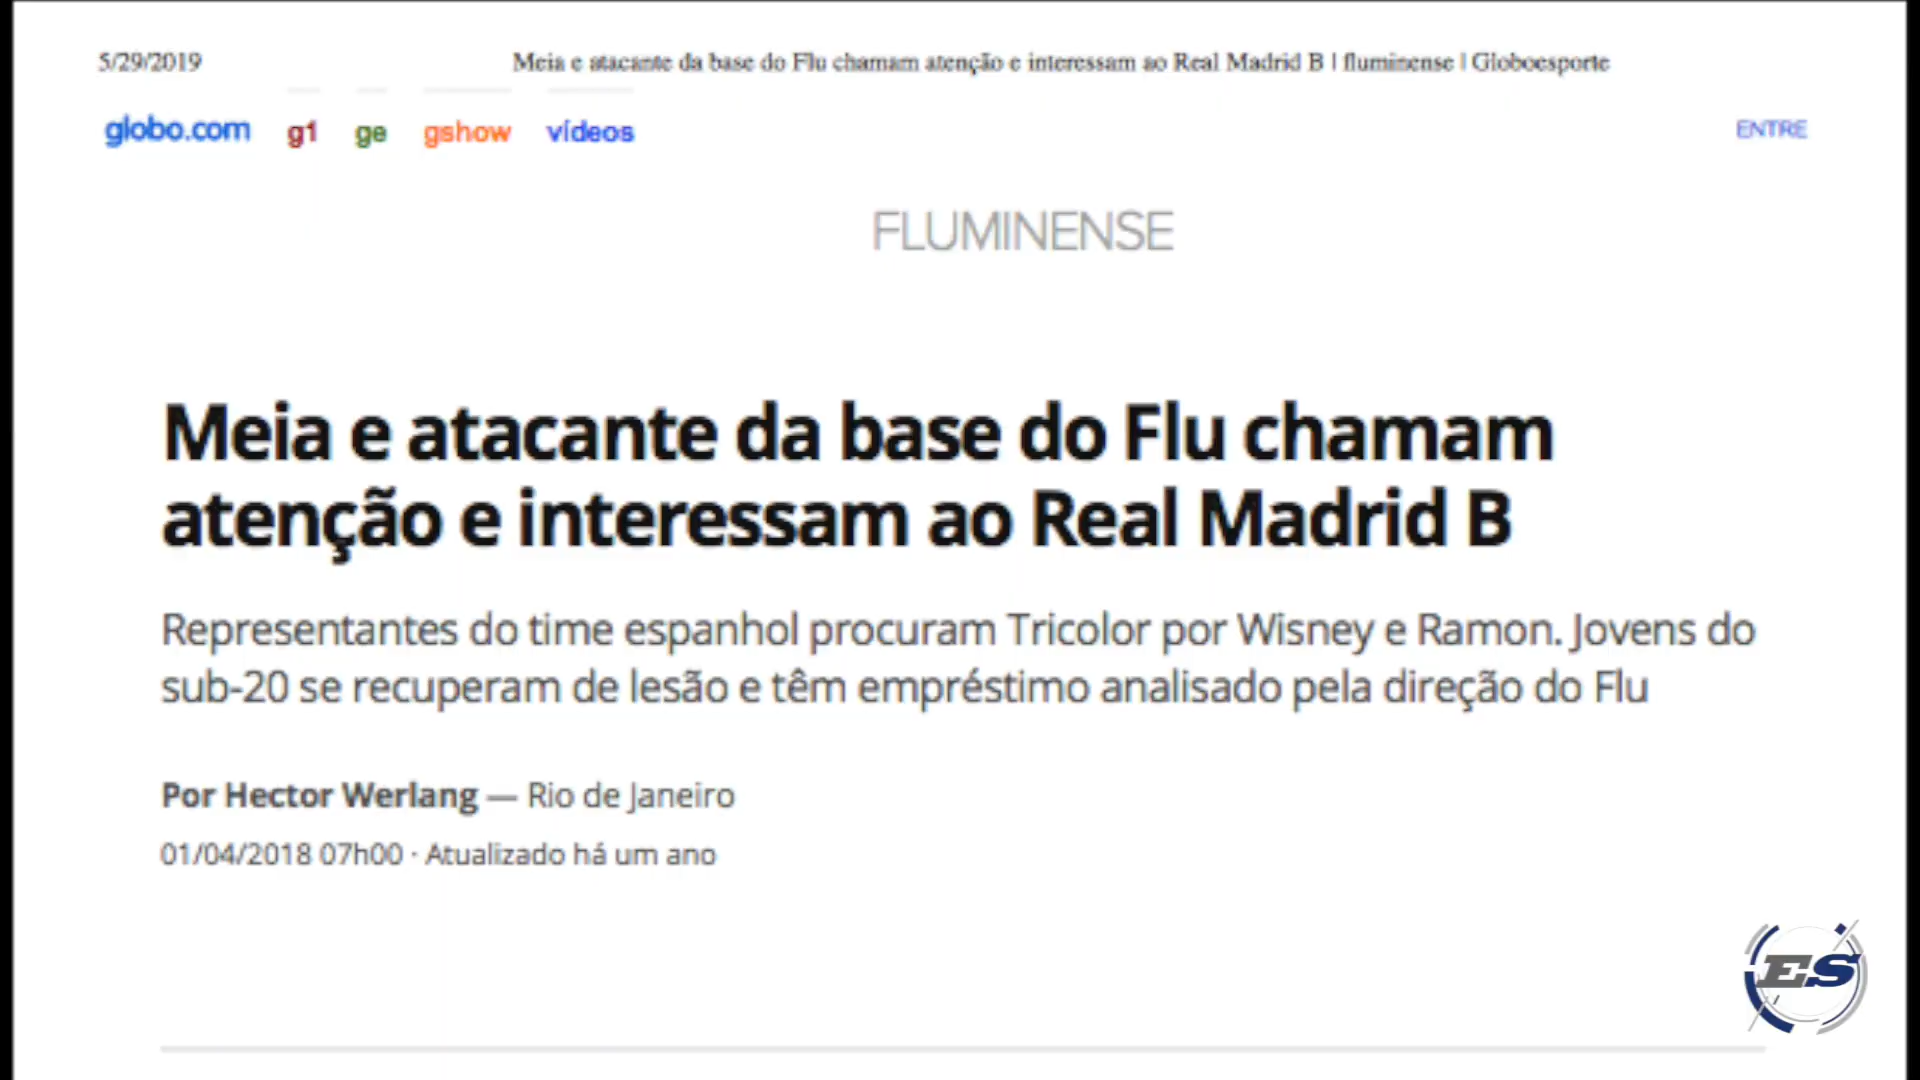 5/29/2019 Meia e atacante da base do Flu chamam atenção e interessam ao Real Madrid B | fluminense | Globoesporte
globo.com g1 ge gshow vídeos ENTRE
FLUMINENSE
Meia e atacante da base do Flu chamam
atenção e interessam ao Real Madrid B
Representantes do time espanhol procuram Tricolor por Wisney e Ramon. Jovens do
sub-20 se recuperam de lesão e têm empréstimo analisado pela direção do Flu
Por Hector Werlang — Rio de Janeiro
01/04/2018 07h00 · Atualizado há um ano
ES